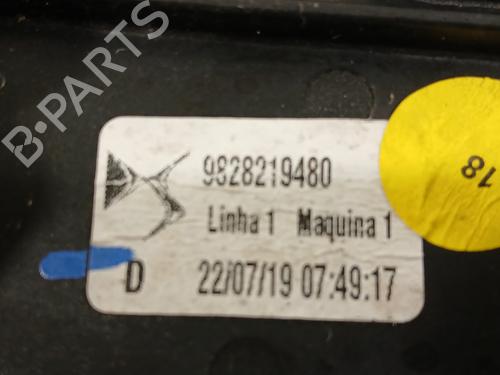 B-PARTS
9828219480
Linha 1 Maquina 1
D 22/07/19 07:49:17
18